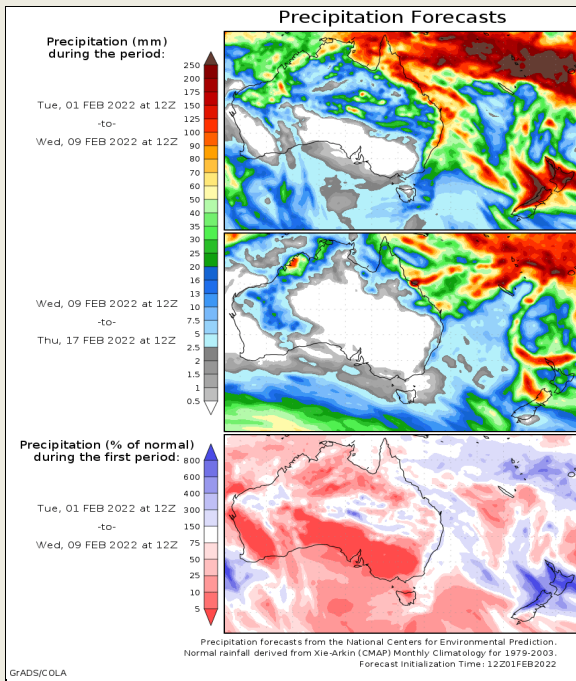 Precipitation Forecasts
Precipitation (mm)
during the period:
Tue, 01 FEB 2022 at 12Z
-to-
Wed, 09 FEB 2022 at 12Z
250
200
175
150
125
100
90
80
70
60
50
40
35
30
25
20
16
13
10
7.5
5
2.5
2
1.5
1
0.5
Wed, 09 FEB 2022 at 12Z
-to-
Thu, 17 FEB 2022 at 12Z
Precipitation (% of normal)
during the first period:
Tue, 01 FEB 2022 at 12Z
-to-
Wed, 09 FEB 2022 at 12Z
800
600
400
300
150
75
50
25
10
5
Precipitation forecasts from the National Centers for Environmental Prediction.
Normal rainfall derived from Xie-Arkin (CMAP) Monthly Climatology for 1979-2003.
Forecast Initialization Time: 12Z01FEB2022
GrADS/COLA